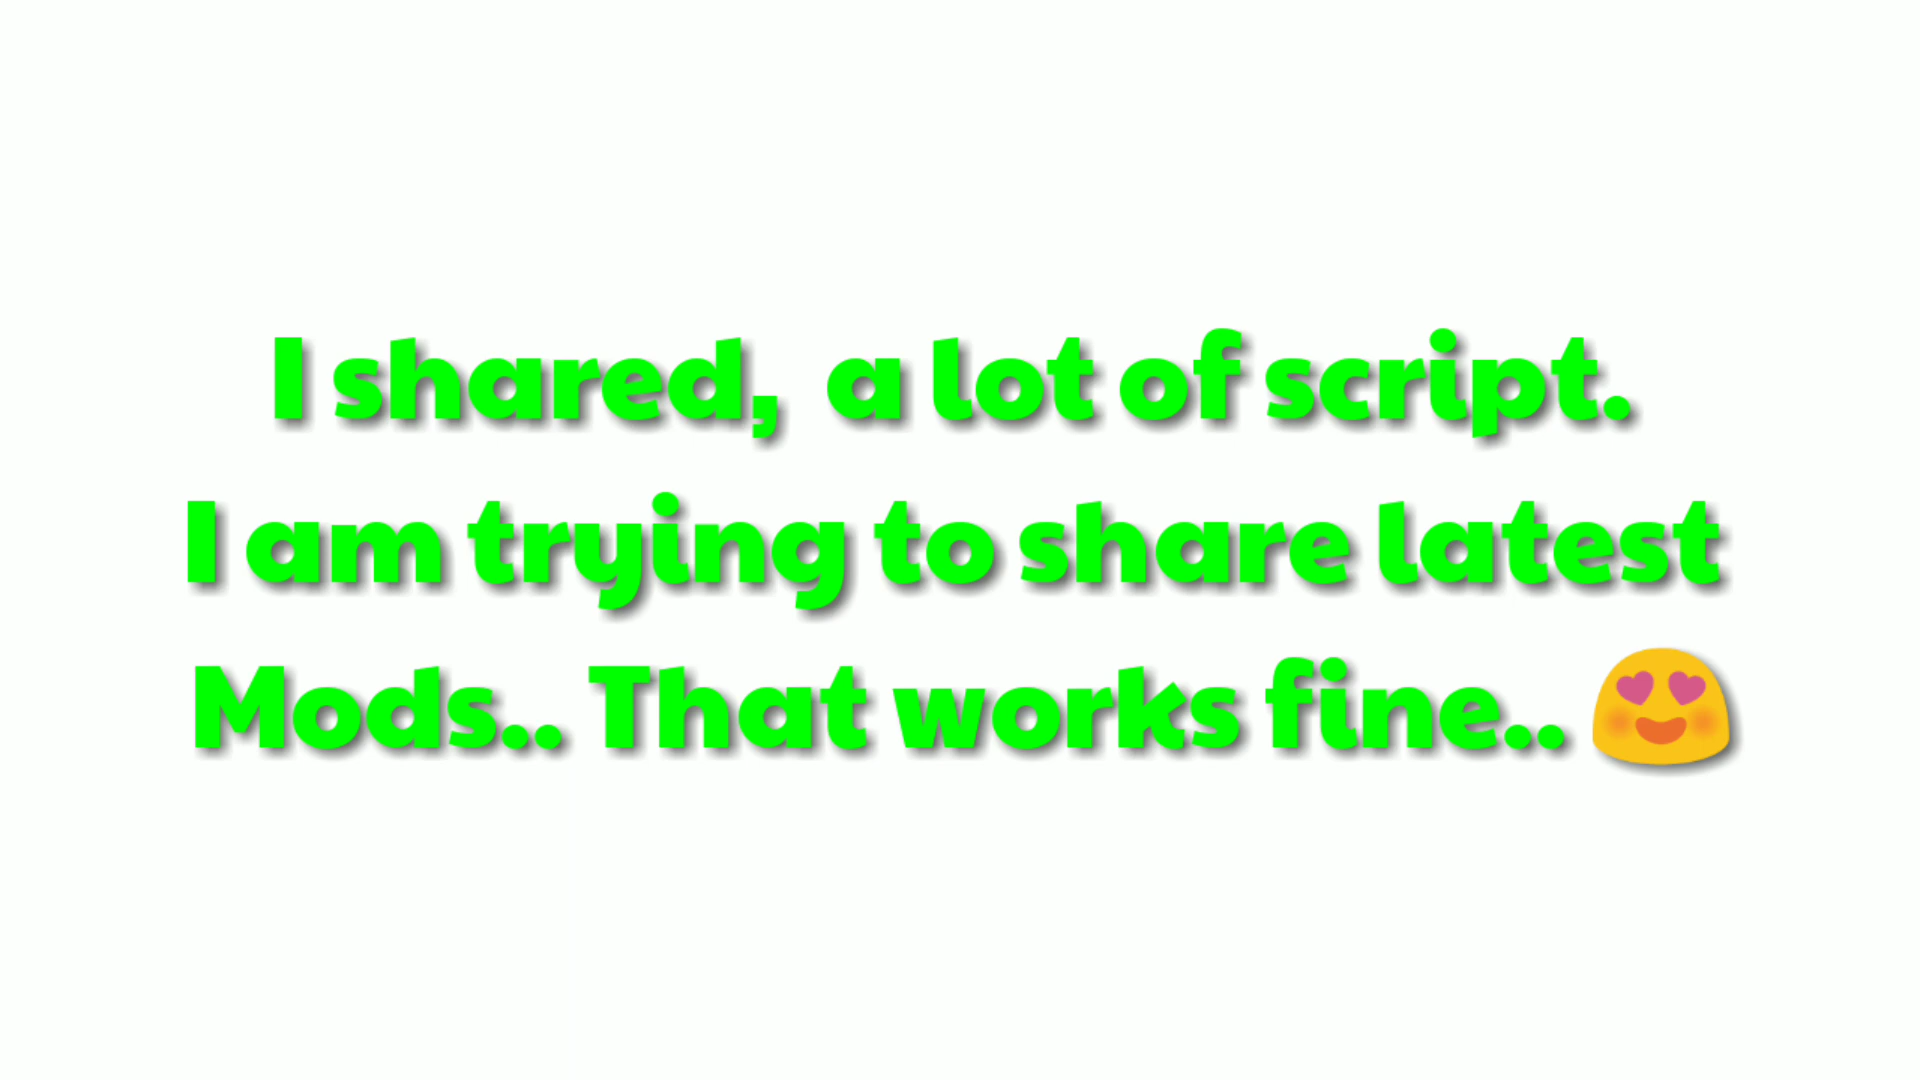 I shared, a lot of script.
I am trying to share latest
Mods.. That works fine.. 😍